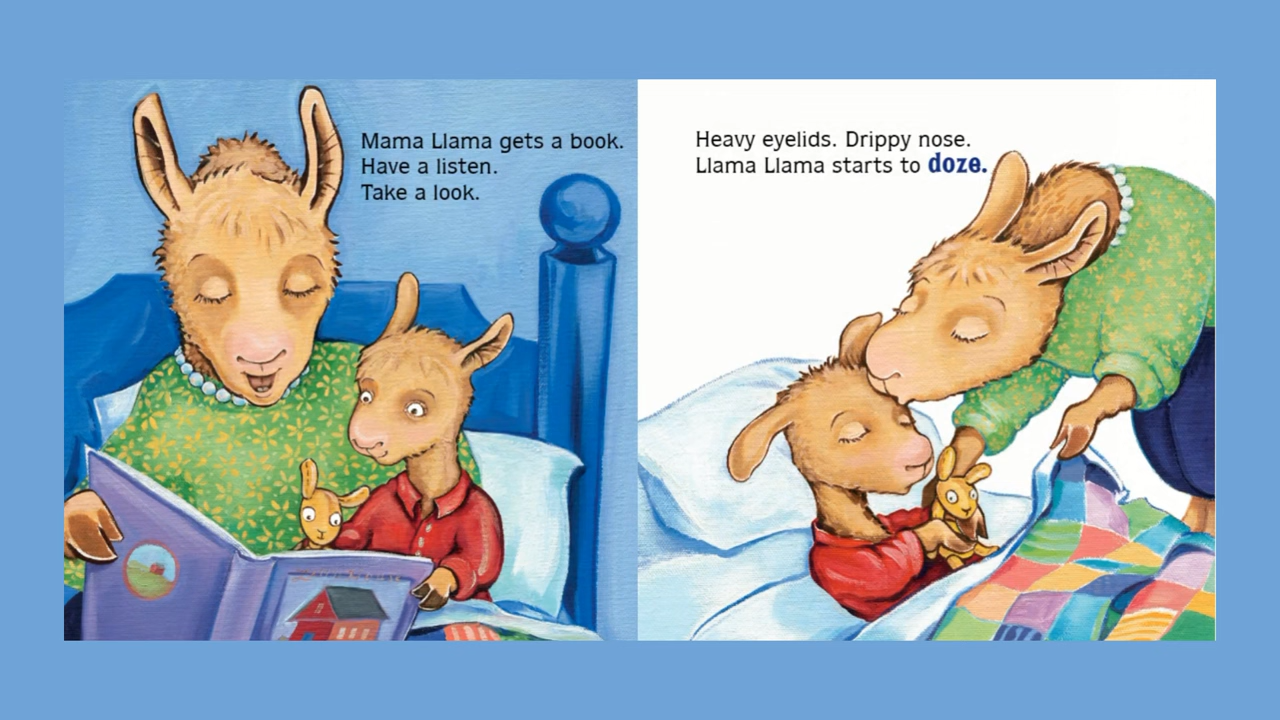 Mama Llama gets a book.
Have a listen.
Take a look.
Heavy eyelids. Drippy nose.
Llama Llama starts to doze.